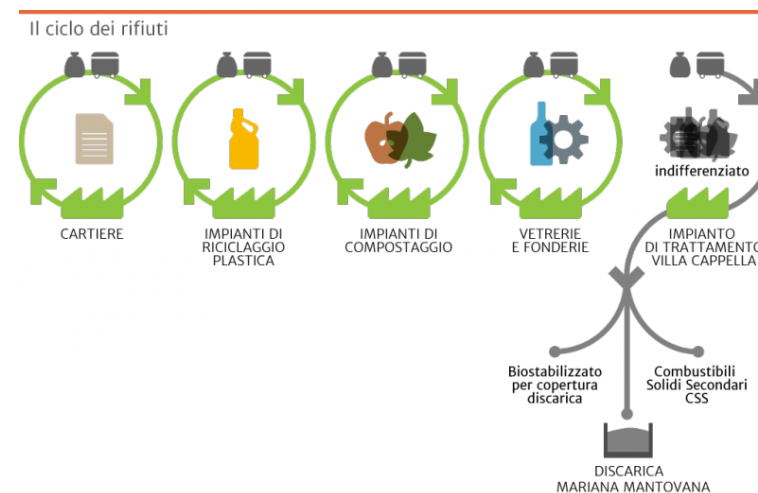 Il ciclo dei rifiuti
indifferenziato
CARTIERE
IMPIANTI DI
RICICLAGGIO
PLASTICA
IMPIANTI DI
COMPOSTAGGIO
VETRERIE
E FONDERIE
IMPIANTO
DI TRATTAMENTO
VILLA CAPPELLA
Biostabilizzato
per copertura
discarica
Combustibili
Solidi Secondari
CSS
DISCARICA
MARIANA MANTOVANA